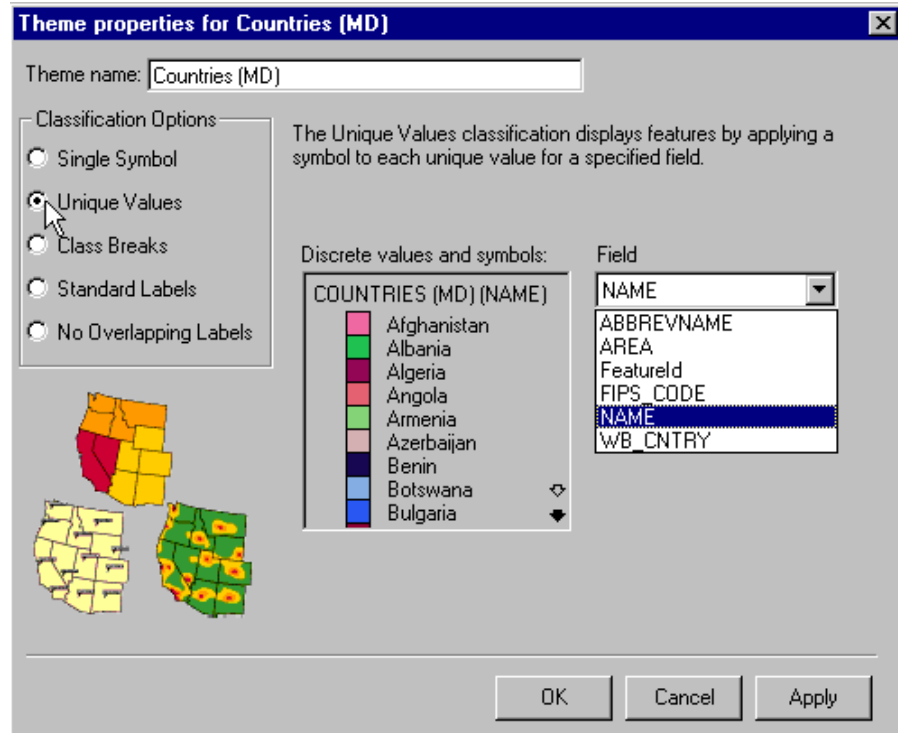 Theme properties for Countries (MD)
Theme name: Countries (MD)
Classification Options
Single Symbol
Unique Values
Class Breaks
Standard Labels
No Overlapping Labels
The Unique Values classification displays features by applying a
symbol to each unique value for a specified field.
Discrete values and symbols:
COUNTRIES (MD) (NAME)
Afghanistan
Albania
Algeria
Angola
Armenia
Azerbaijan
Benin
Botswana
Bulgaria
Field
NAME
ABBREVNAME
AREA
FeatureId
FIPS_CODE
NAME
WB_CNTRY
OK
Cancel
Apply